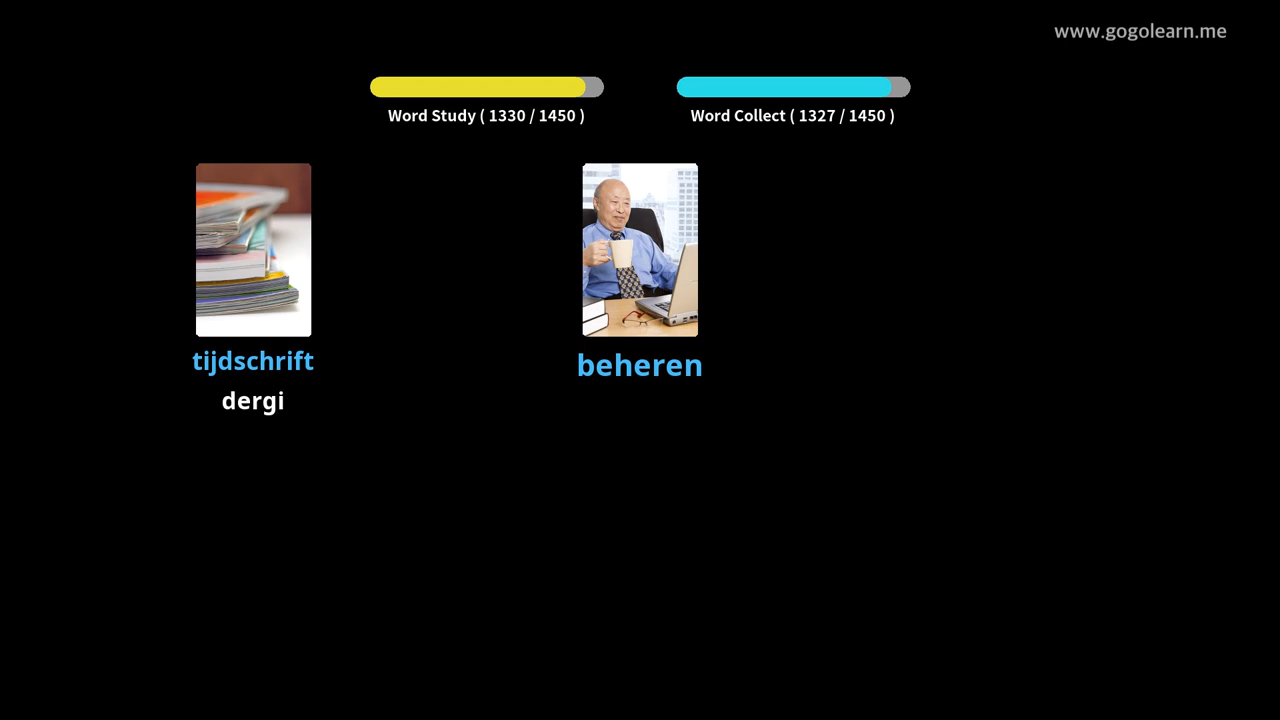 www.gogolearn.me
Word Study ( 1330 / 1450 )
Word Collect ( 1327 / 1450 )
tijdschrift
dergi
beheren